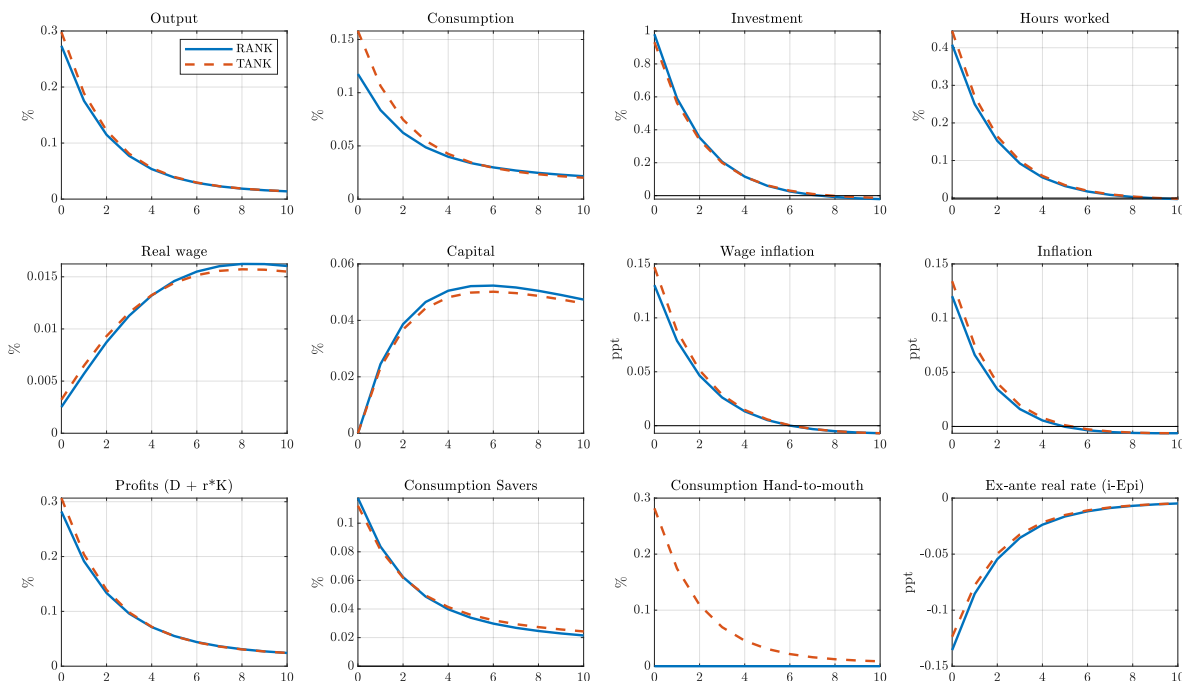 Output
Consumption
Investment
Hours worked
RANK
TANK
%
0.3
0.2
0.1
0
0 2 4 6 8 10
%
0.15
0.1
0.05
0
0 2 4 6 8 10
%
1
0.8
0.6
0.4
0.2
0
0 2 4 6 8 10
%
0.4
0.3
0.2
0.1
0
0 2 4 6 8 10
Real wage
Capital
Wage inflation
Inflation
%
0.015
0.01
0.005
0 2 4 6 8 10
%
0.06
0.04
0.02
0
0 2 4 6 8 10
ppt
0.15
0.1
0.05
0
0 2 4 6 8 10
ppt
0.15
0.1
0.05
0
0 2 4 6 8 10
Profits (D + r*K)
Consumption Savers
Consumption Hand-to-mouth
Ex-ante real rate (i-Epi)
%
0.3
0.2
0.1
0
0 2 4 6 8 10
%
0.1
0.08
0.06
0.04
0.02
0
0 2 4 6 8 10
%
0.3
0.2
0.1
0
0 2 4 6 8 10
ppt
0
-0.05
-0.1
-0.15
0 2 4 6 8 10